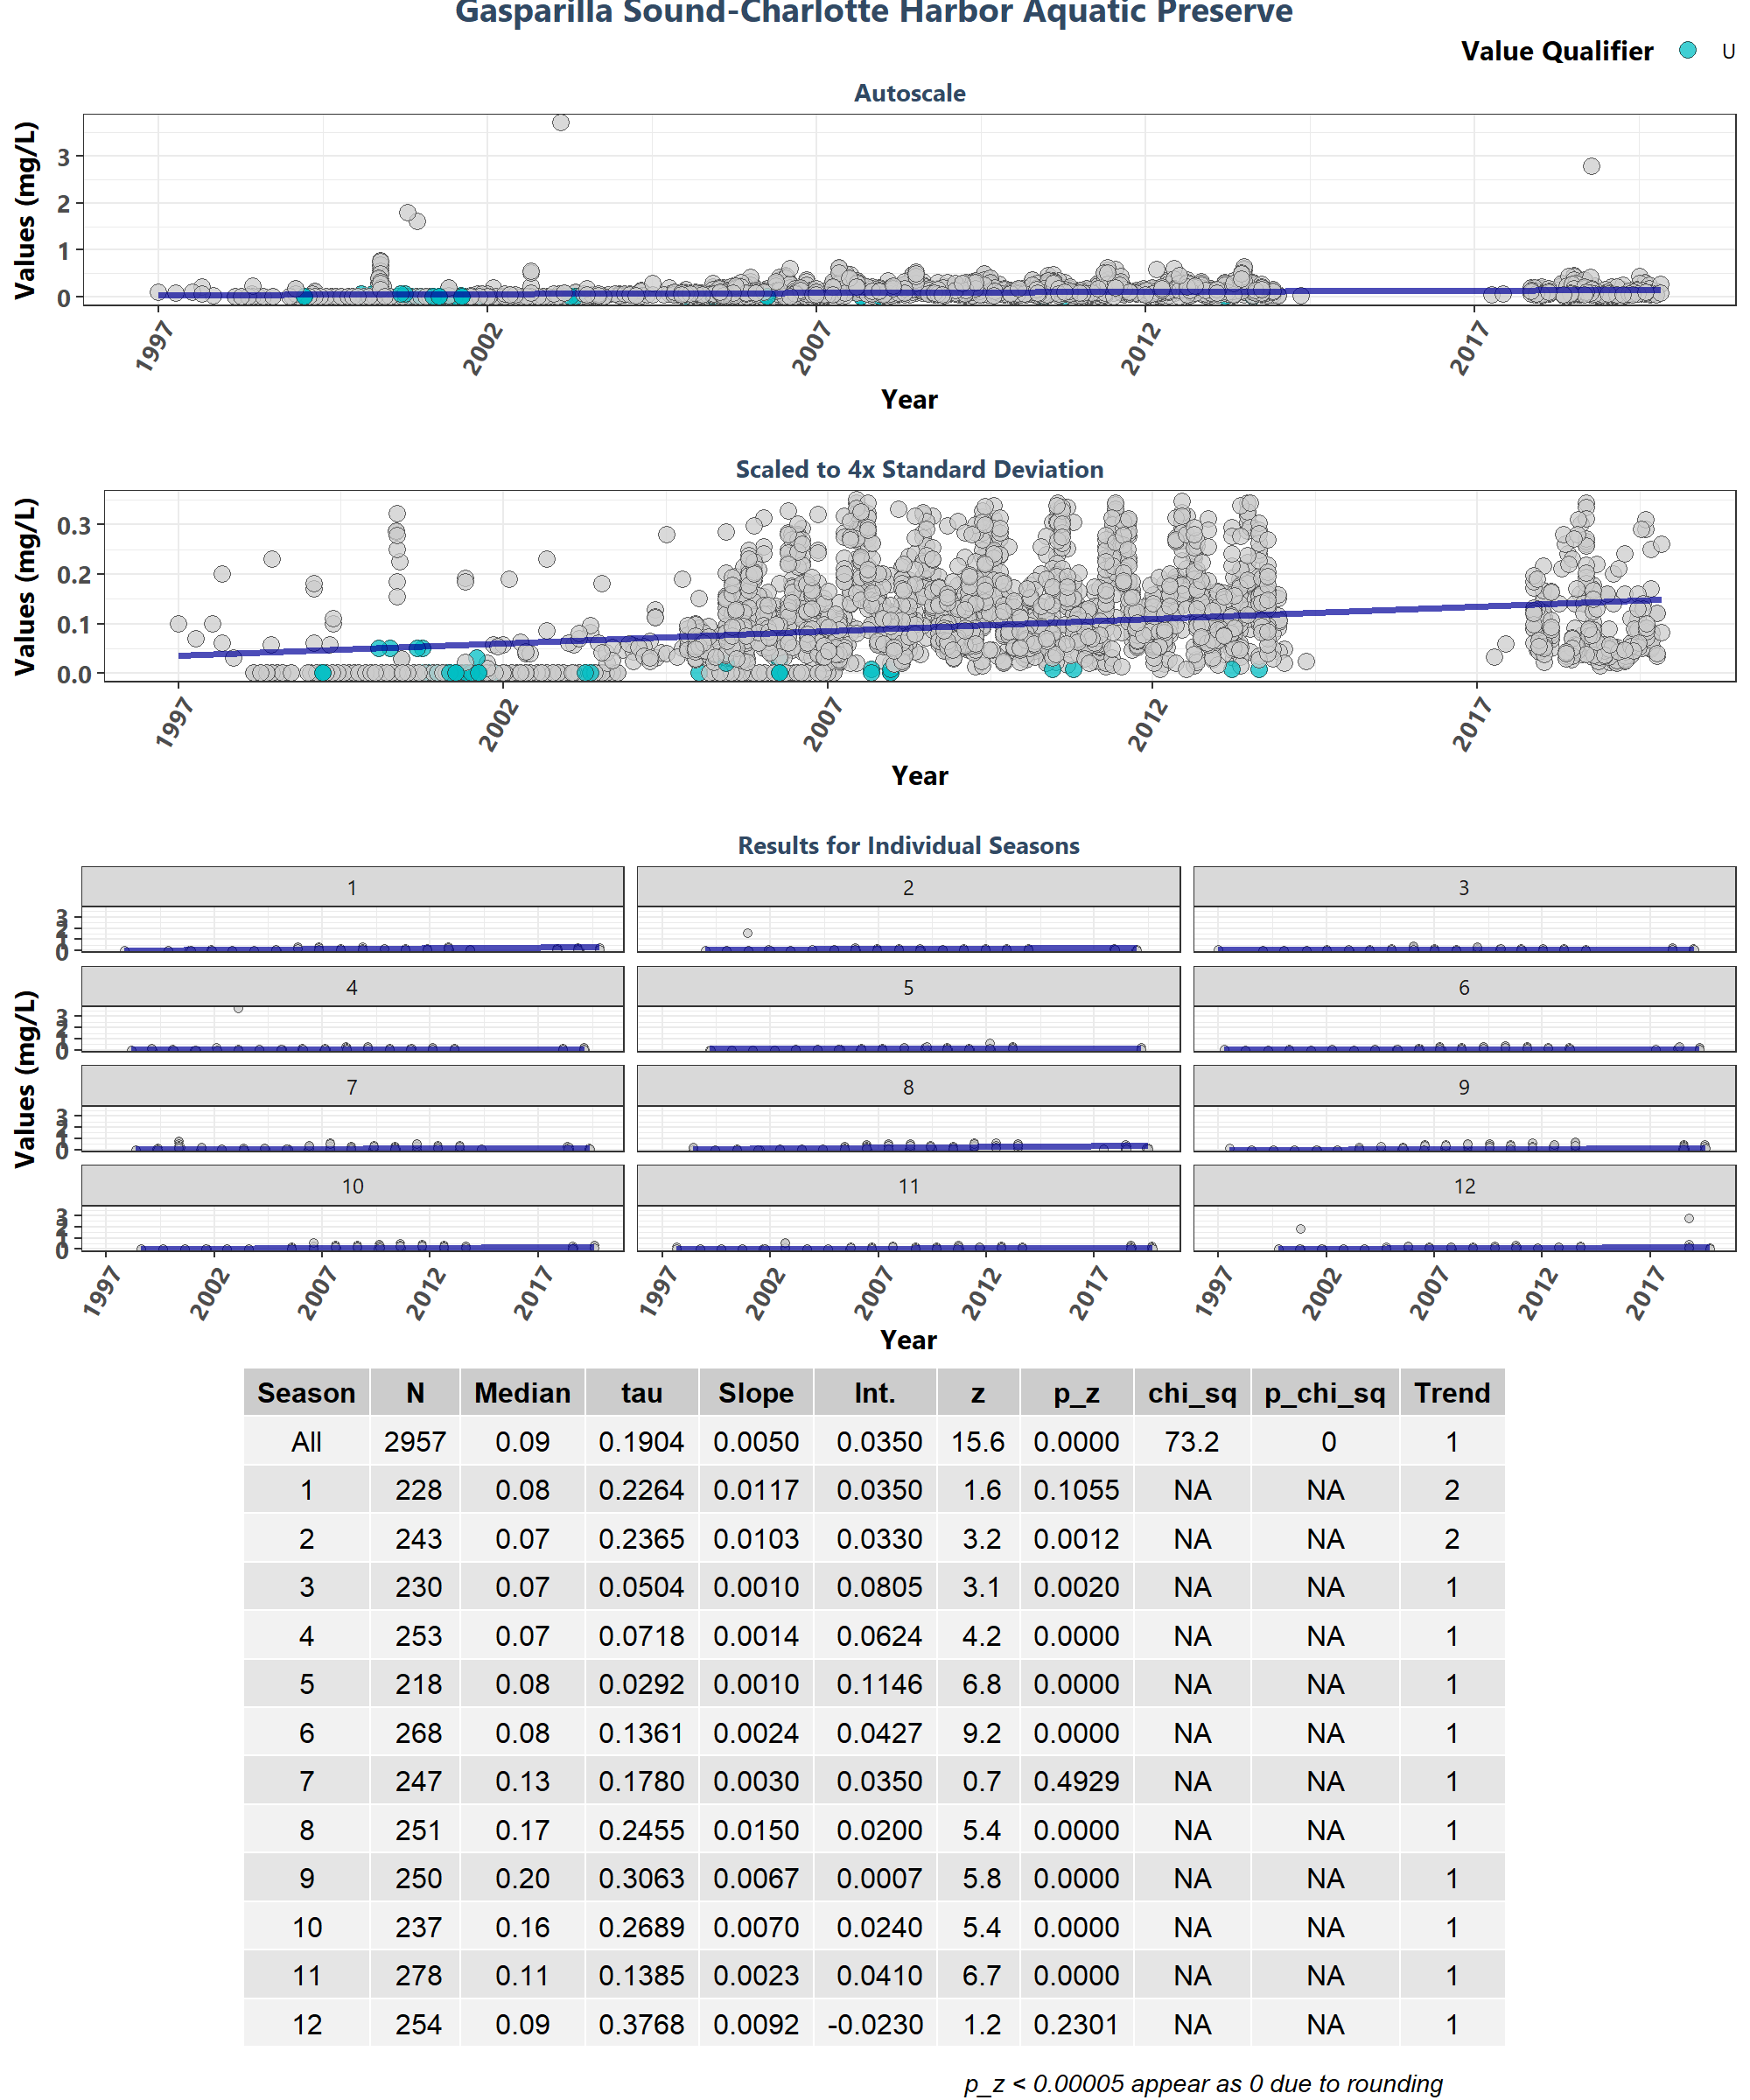 Gasparilla Sound-Charlotte Harbor Aquatic Preserve
Value Qualifier U
Autoscale
Values (mg/L)
3
2
1
0
1997 2002 2007 2012 2017
Year
Scaled to 4x Standard Deviation
Values (mg/L)
0.3
0.2
0.1
0.0
1997 2002 2007 2012 2017
Year
Results for Individual Seasons
Values (mg/L)
1 2 3
3
2
1
0
4 5 6
3
2
1
0
7 8 9
3
2
1
0
10 11 12
3
2
1
0
1997 2002 2007 2012 2017 1997 2002 2007 2012 2017 1997 2002 2007 2012 2017
Year
Season N Median tau Slope Int. z p_z chi_sq p_chi_sq Trend
All 2957 0.09 0.1904 0.0050 0.0350 15.6 0.0000 73.2 0 1
1 228 0.08 0.2264 0.0117 0.0350 1.6 0.1055 NA NA 2
2 243 0.07 0.2365 0.0103 0.0330 3.2 0.0012 NA NA 2
3 230 0.07 0.0504 0.0010 0.0805 3.1 0.0020 NA NA 1
4 253 0.07 0.0718 0.0014 0.0624 4.2 0.0000 NA NA 1
5 218 0.08 0.0292 0.0010 0.1146 6.8 0.0000 NA NA 1
6 268 0.08 0.1361 0.0024 0.0427 9.2 0.0000 NA NA 1
7 247 0.13 0.1780 0.0030 0.0350 0.7 0.4929 NA NA 1
8 251 0.17 0.2455 0.0150 0.0200 5.4 0.0000 NA NA 1
9 250 0.20 0.3063 0.0067 0.0007 5.8 0.0000 NA NA 1
10 237 0.16 0.2689 0.0070 0.0240 5.4 0.0000 NA NA 1
11 278 0.11 0.1385 0.0023 0.0410 6.7 0.0000 NA NA 1
12 254 0.09 0.3768 0.0092 -0.0230 1.2 0.2301 NA NA 1
p_z < 0.00005 appear as 0 due to rounding